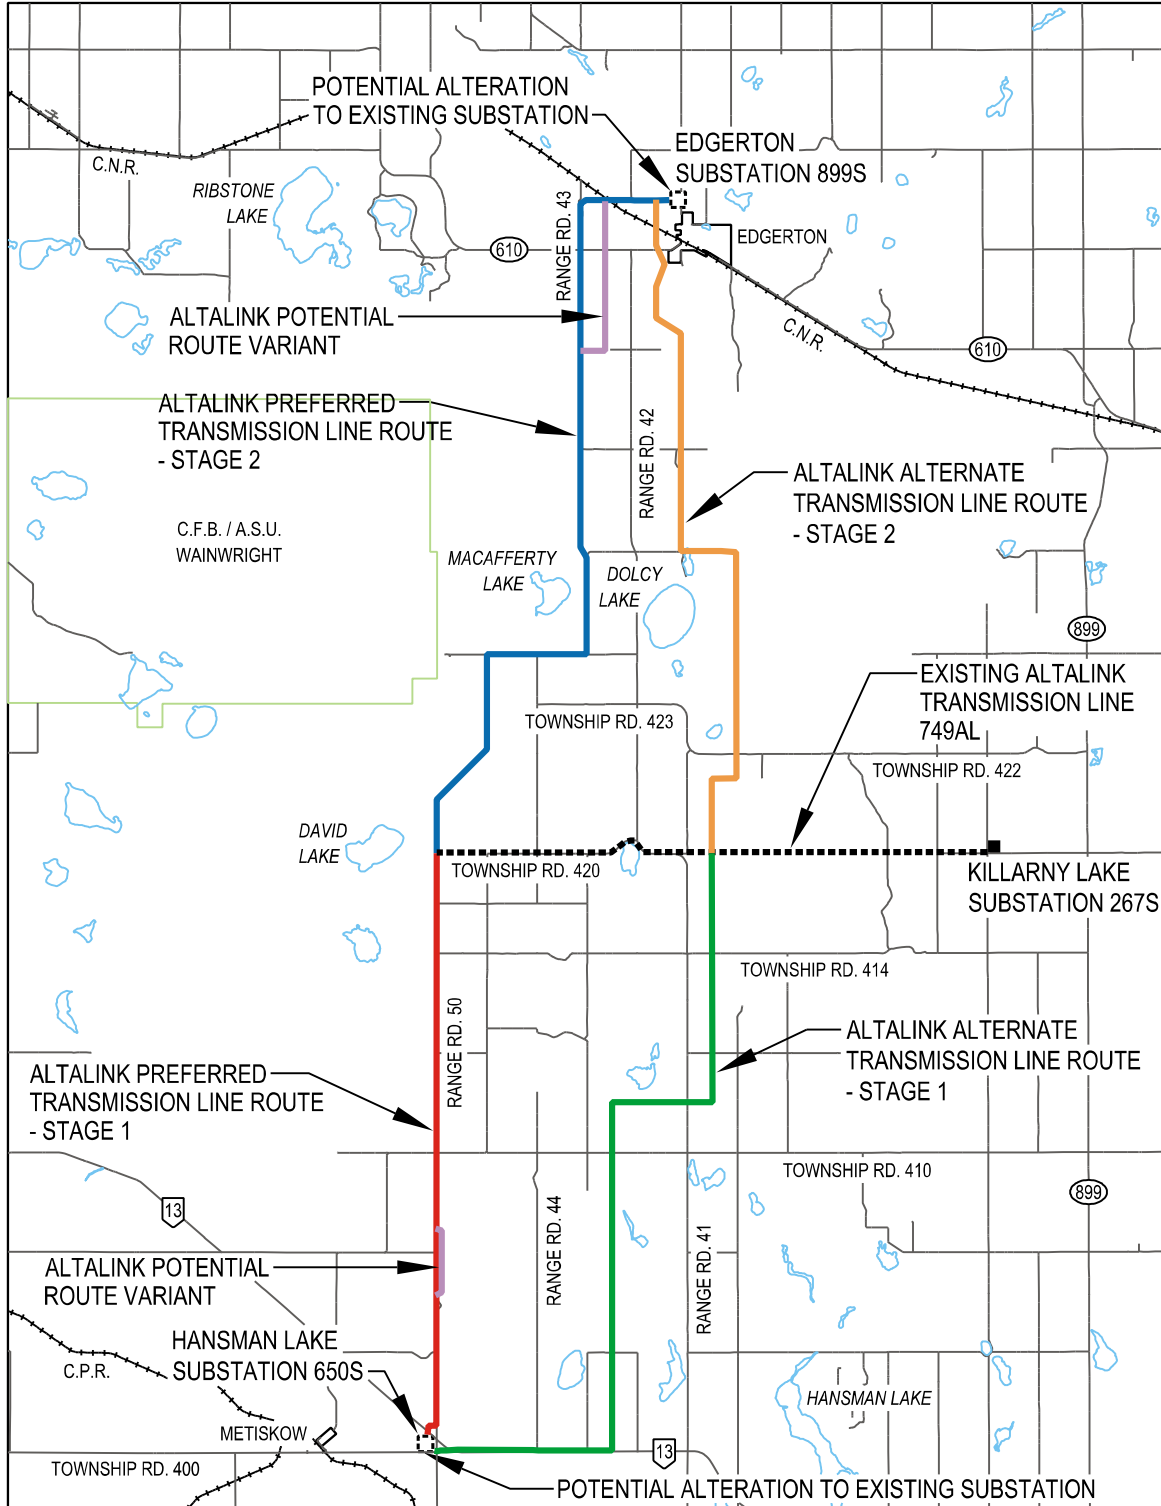 POTENTIAL ALTERATION
TO EXISTING SUBSTATION
EDGERTON
SUBSTATION 899S
C.N.R.
RIBSTONE
LAKE
RANGE RD. 43
610
EDGERTON
ALTALINK POTENTIAL
ROUTE VARIANT
C.N.R.
610
ALTALINK PREFERRED
TRANSMISSION LINE ROUTE
- STAGE 2
RANGE RD. 42
ALTALINK ALTERNATE
TRANSMISSION LINE ROUTE
- STAGE 2
C.F.B. / A.S.U.
WAINWRIGHT
MACAFFERTY
LAKE
DOLCY
LAKE
899
EXISTING ALTALINK
TRANSMISSION LINE
749AL
TOWNSHIP RD. 423
TOWNSHIP RD. 422
DAVID
LAKE
TOWNSHIP RD. 420
KILLARNY LAKE
SUBSTATION 267S
TOWNSHIP RD. 414
RANGE RD. 50
ALTALINK ALTERNATE
TRANSMISSION LINE ROUTE
- STAGE 1
ALTALINK PREFERRED
TRANSMISSION LINE ROUTE
- STAGE 1
TOWNSHIP RD. 410
13
899
RANGE RD. 44
RANGE RD. 41
ALTALINK POTENTIAL
ROUTE VARIANT
HANSMAN LAKE
SUBSTATION 650S
C.P.R.
HANSMAN LAKE
METISKOW
13
TOWNSHIP RD. 400
POTENTIAL ALTERATION TO EXISTING SUBSTATION